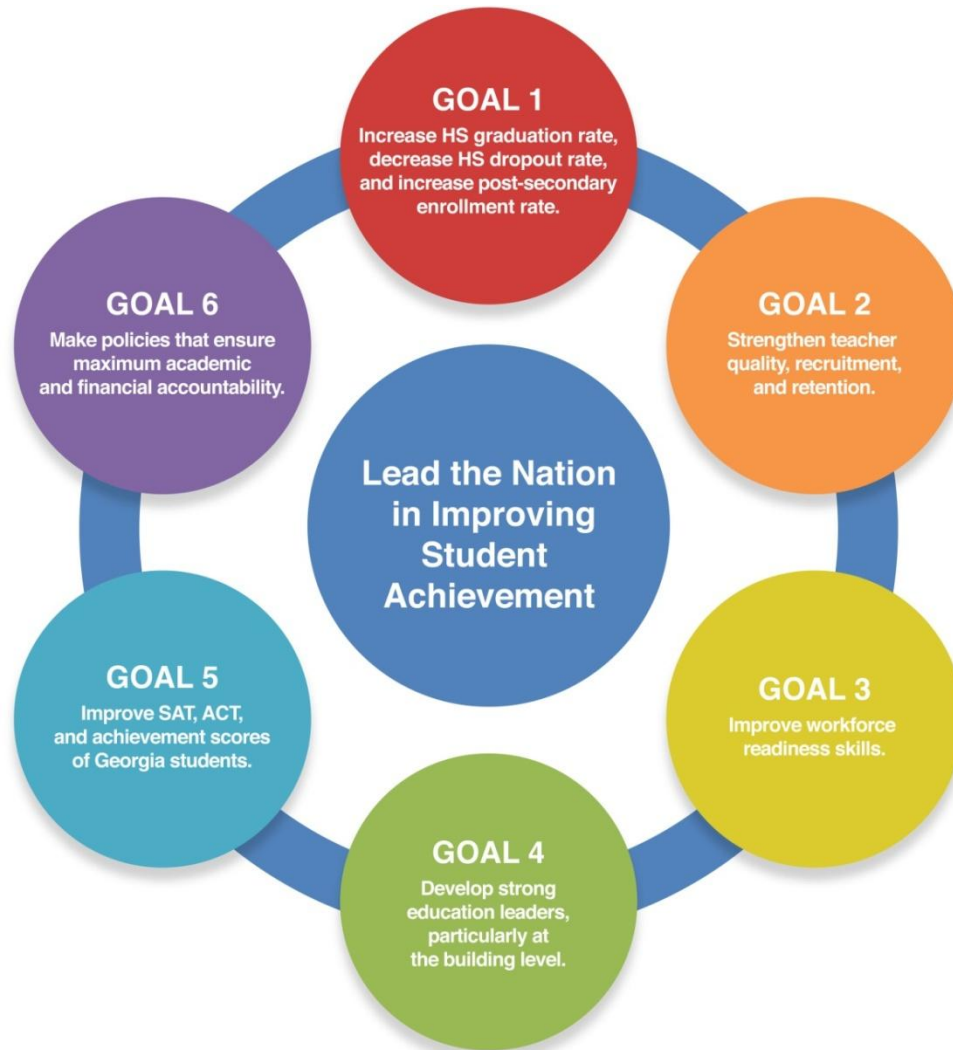 GOAL 1
Increase HS graduation rate,
decrease HS dropout rate,
and increase post-secondary
enrollment rate.
GOAL 2
Strengthen teacher
quality, recruitment,
and retention.
GOAL 3
Improve workforce
readiness skills.
GOAL 4
Develop strong
education leaders,
particularly at
the building level.
GOAL 5
Improve SAT, ACT,
and achievement scores
of Georgia students.
GOAL 6
Make policies that ensure
maximum academic
and financial accountability.
Lead the Nation
in Improving
Student
Achievement